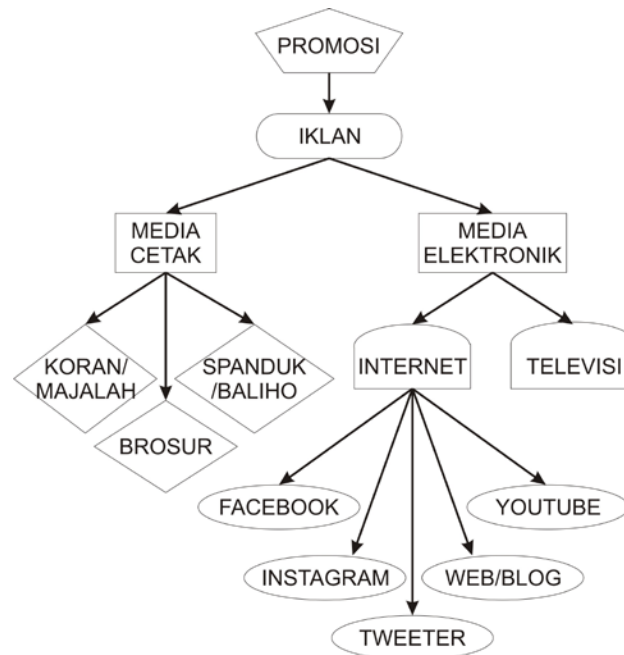 PROMOSI
IKLAN
MEDIA
CETAK
MEDIA
ELEKTRONIK
KORAN/
MAJALAH
BROSUR
SPANDUK
/BALIHO
INTERNET
TELEVISI
FACEBOOK
INSTAGRAM
TWEETER
WEB/BLOG
YOUTUBE